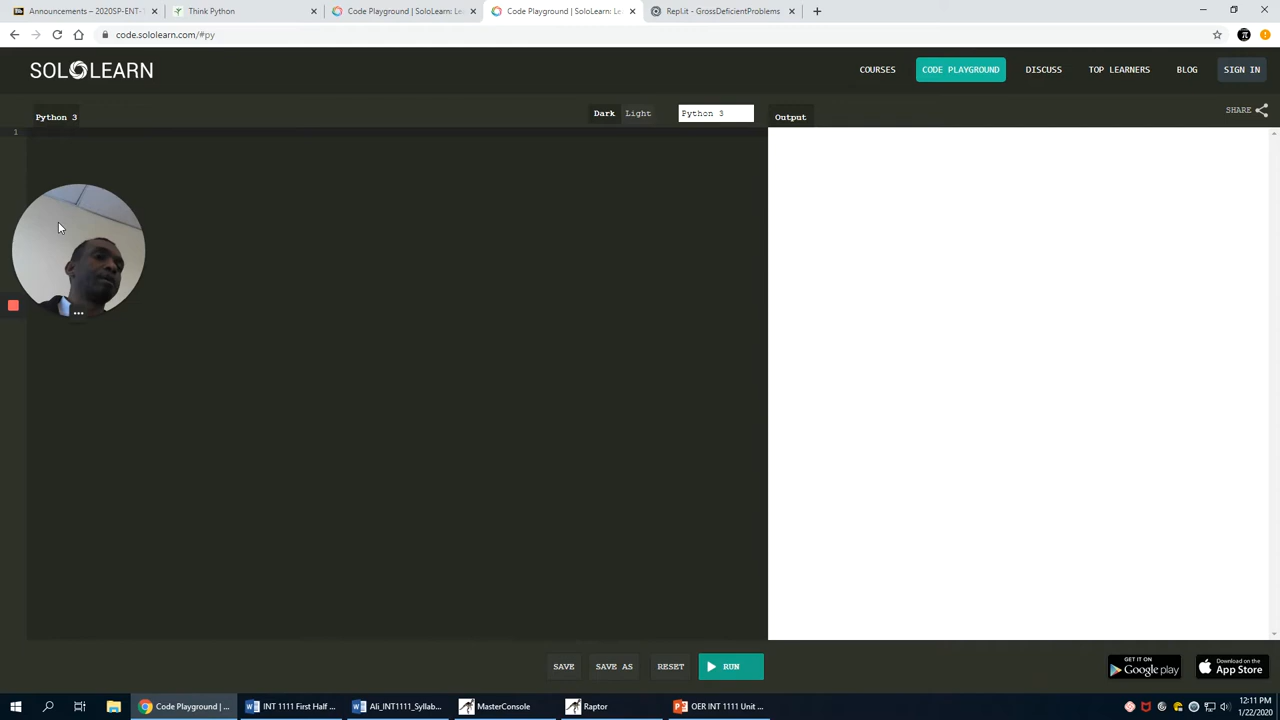 Announcements – 2020SP-ENT-1
Think Python
Code Playground | SoloLearn: Le
Code Playground | SoloLearn: Le
Repl.it - GrossDeficientProblems
code.sololearn.com/#py
SOLOLEARN
COURSES
CODE PLAYGROUND
DISCUSS
TOP LEARNERS
BLOG
SIGN IN
Python 3
Dark
Light
Python 3
Output
SHARE
1
SAVE
SAVE AS
RESET
RUN
GET IT ON
Google play
Download on the
App Store
Code Playground | ...
INT 1111 First Half ...
Ali_INT1111_Syllab...
MasterConsole
Raptor
OER INT 1111 Unit ...
12:11 PM
1/22/2020